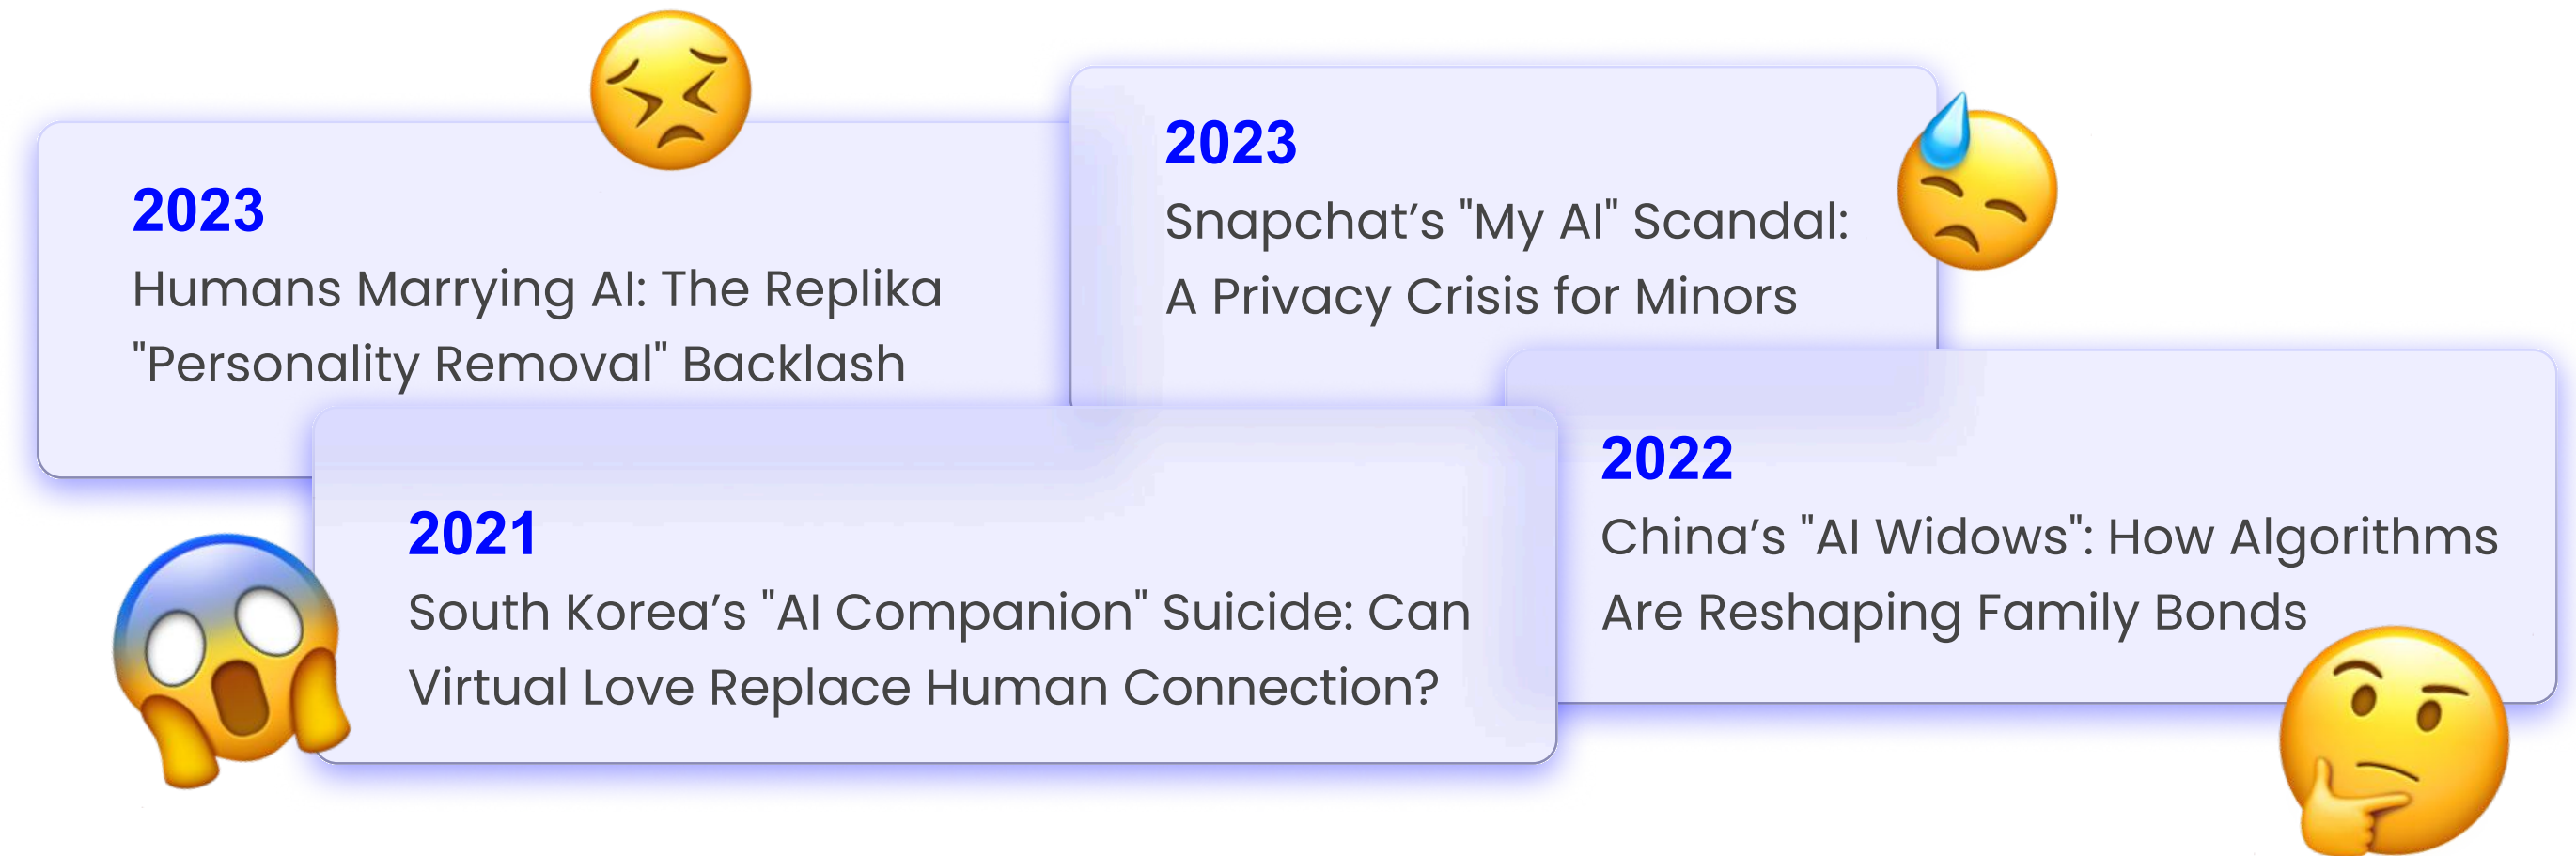 2023
Humans Marrying AI: The Replika
"Personality Removal" Backlash
2023
Snapchat’s "My AI" Scandal:
A Privacy Crisis for Minors
2021
South Korea’s "AI Companion" Suicide: Can
Virtual Love Replace Human Connection?
2022
China’s "AI Widows": How Algorithms
Are Reshaping Family Bonds